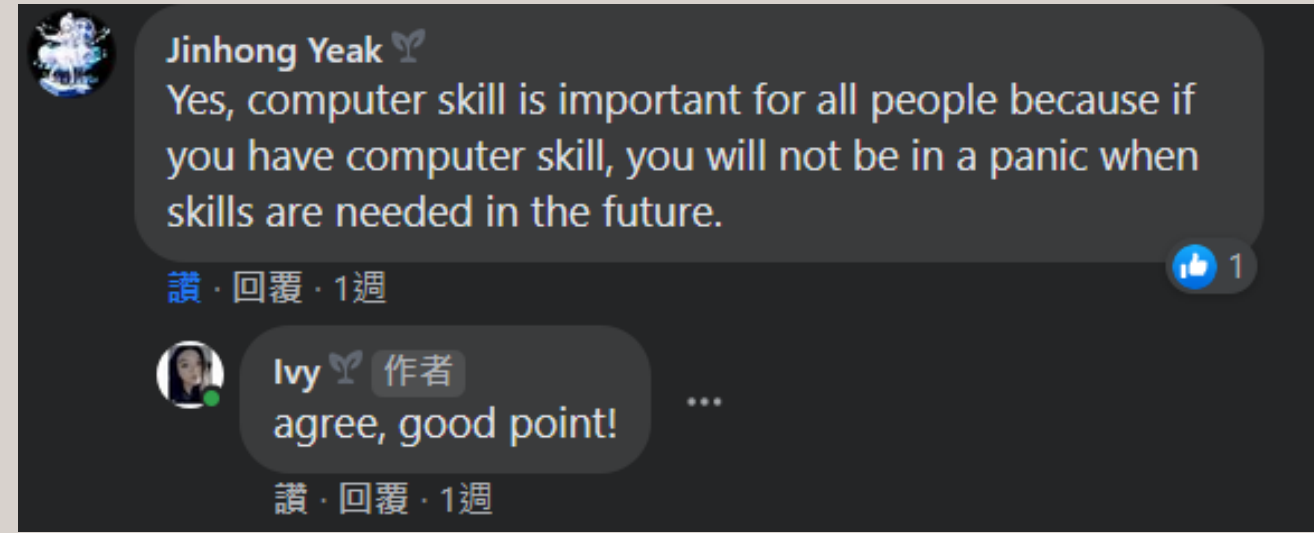 Jinhong Yeak
Yes, computer skill is important for all people because if
you have computer skill, you will not be in a panic when
skills are needed in the future.
讚 · 回覆 · 1週
1
Ivy 作者
agree, good point!
讚 · 回覆 · 1週